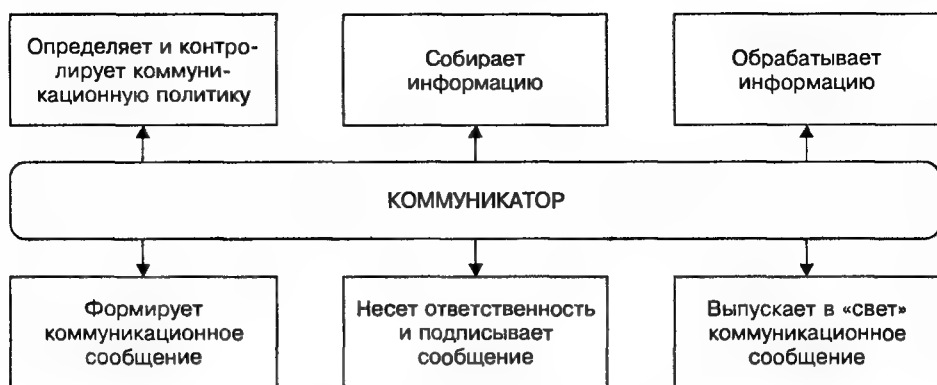 Определяет и контро-
лирует коммуни-
кационную политику
Собирает
информацию
Обрабатывает
информацию
КОММУНИКАТОР
Формирует
коммуникационное
сообщение
Несет ответственность
и подписывает
сообщение
Выпускает в «свет»
коммуникационное
сообщение